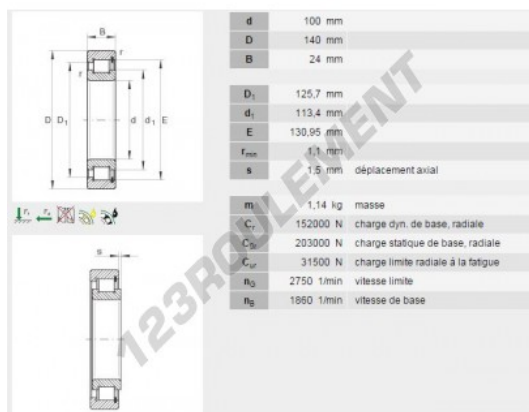 B
r
r
D D₁ d d₁ E
s
d 100 mm
D 140 mm
B 24 mm
D₁ 125,7 mm
d₁ 113,4 mm
E 130,95 mm
r min 1,1 mm
s 1,5 mm déplacement axial
m 1,14 kg masse
Cr 152000 N charge dyn. de base, radiale
C0r 203000 N charge statique de base, radiale
Cur 31500 N charge limite radiale á la fatigue
nG 2750 1/min vitesse limite
nB 1860 1/min vitesse de base
123ROULEMENT